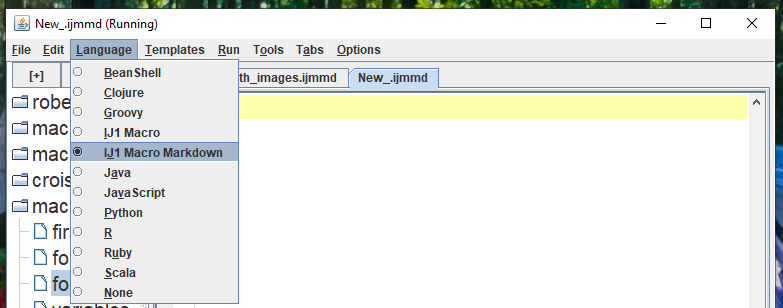 New_.ijmmd (Running)
File Edit Language Templates Run Tools Tabs Options
[+] th_images.ijmmd New_.ijmmd
BeanShell
robe
Clojure
mac
Groovy
IJ1 Macro
mac
IJ1 Macro Markdown
crois
Java
JavaScript
mac
Python
fir
R
fo
Ruby
fo
Scala
None
variables